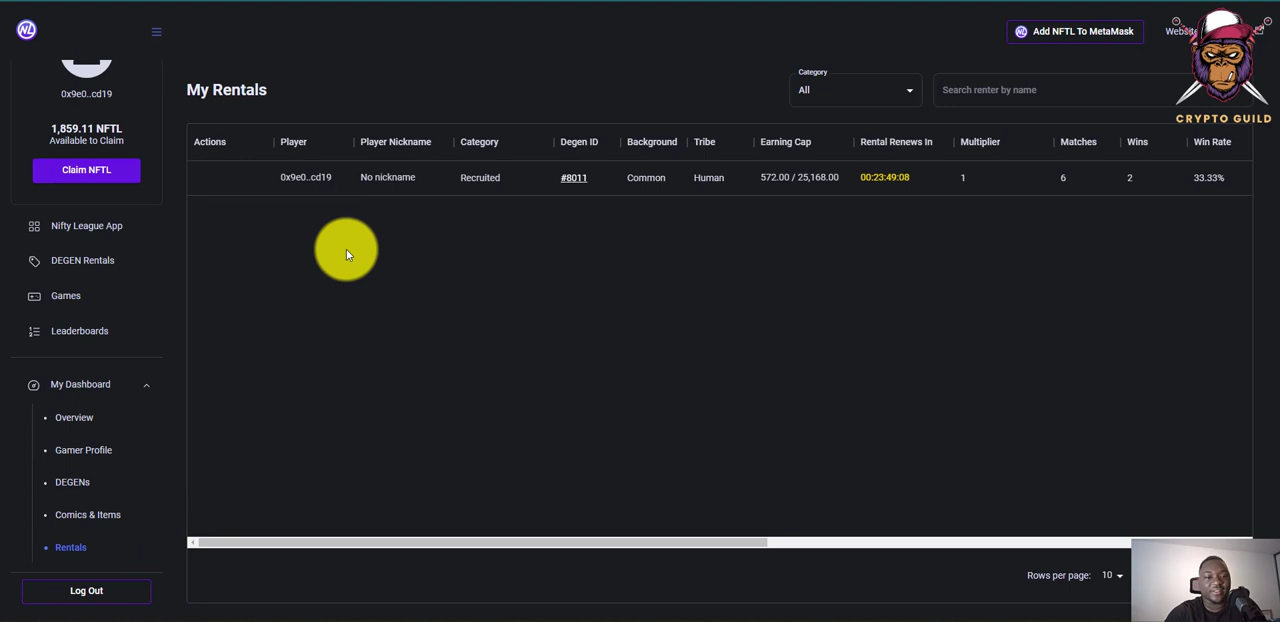 NL
Add NFTL To MetaMask
0x9e0..cd19
1,859.11 NFTL
Available to Claim
Claim NFTL
Nifty League App
DEGEN Rentals
Games
Leaderboards
My Dashboard
Overview
Gamer Profile
DEGENs
Comics & Items
Rentals
Log Out
My Rentals
Category
All
Search renter by name
CRYPTO GUILD
Actions Player Player Nickname Category Degen ID Background Tribe Earning Cap Rental Renews In Multiplier Matches Wins Win Rate
0x9e0..cd19 No nickname Recruited #8011 Common Human 572.00 / 25,168.00 00:23:49:08 1 6 2 33.33%
Rows per page: 10